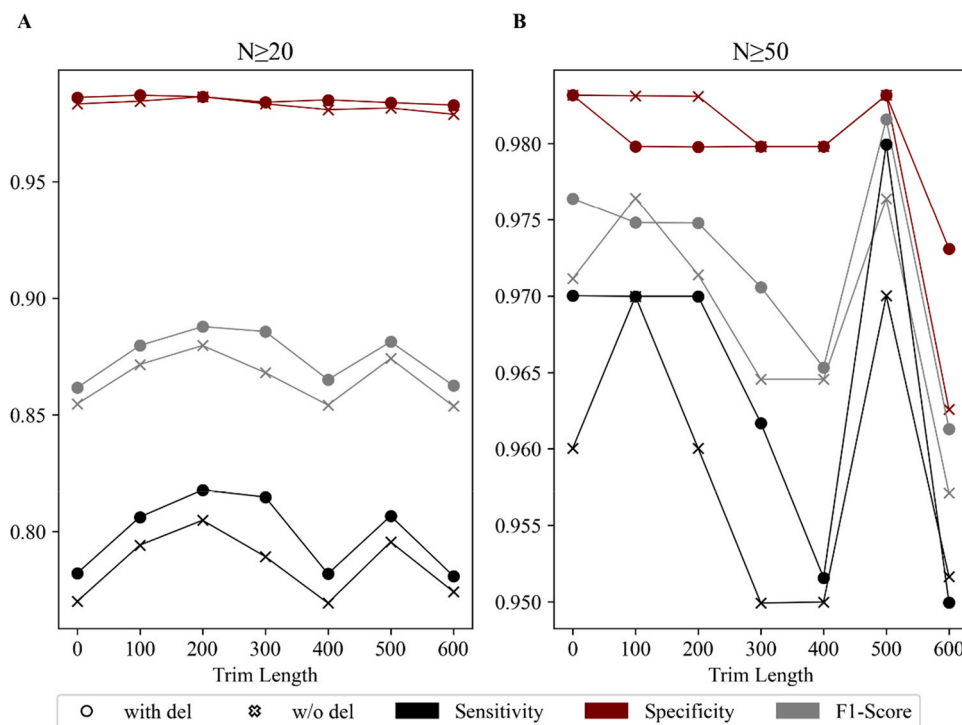 A
B
N≥20
N≥50
0.95
0.90
0.85
0.80
0.980
0.975
0.970
0.965
0.960
0.955
0.950
0 100 200 300 400 500 600
0 100 200 300 400 500 600
Trim Length
Trim Length
with del w/o del Sensitivity Specificity F1-Score